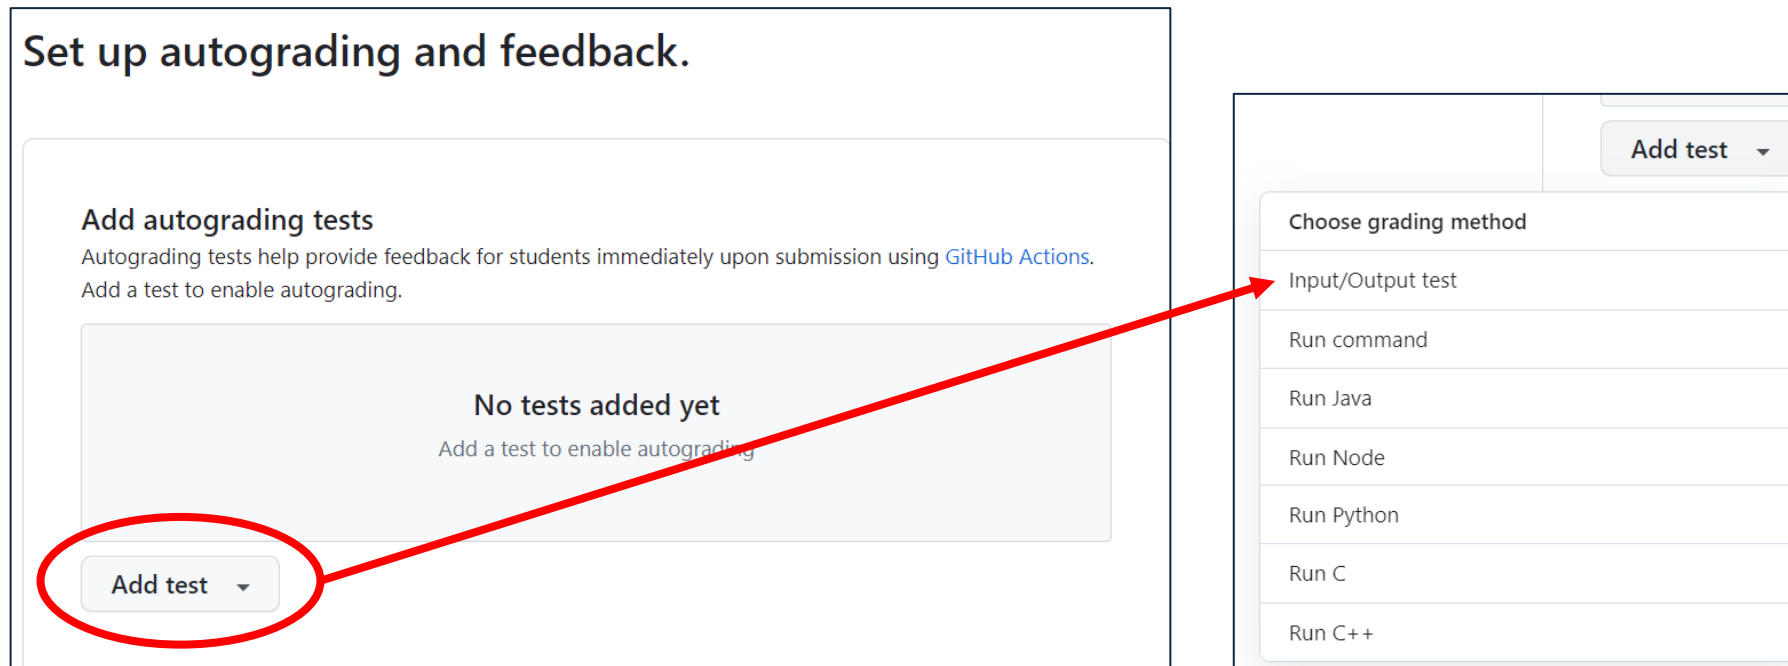 Set up autograding and feedback.
Add autograding tests
Autograding tests help provide feedback for students immediately upon submission using GitHub Actions.
Add a test to enable autograding.
No tests added yet
Add a test to enable autograding
Add test
Add test
Choose grading method
Input/Output test
Run command
Run Java
Run Node
Run Python
Run C
Run C++